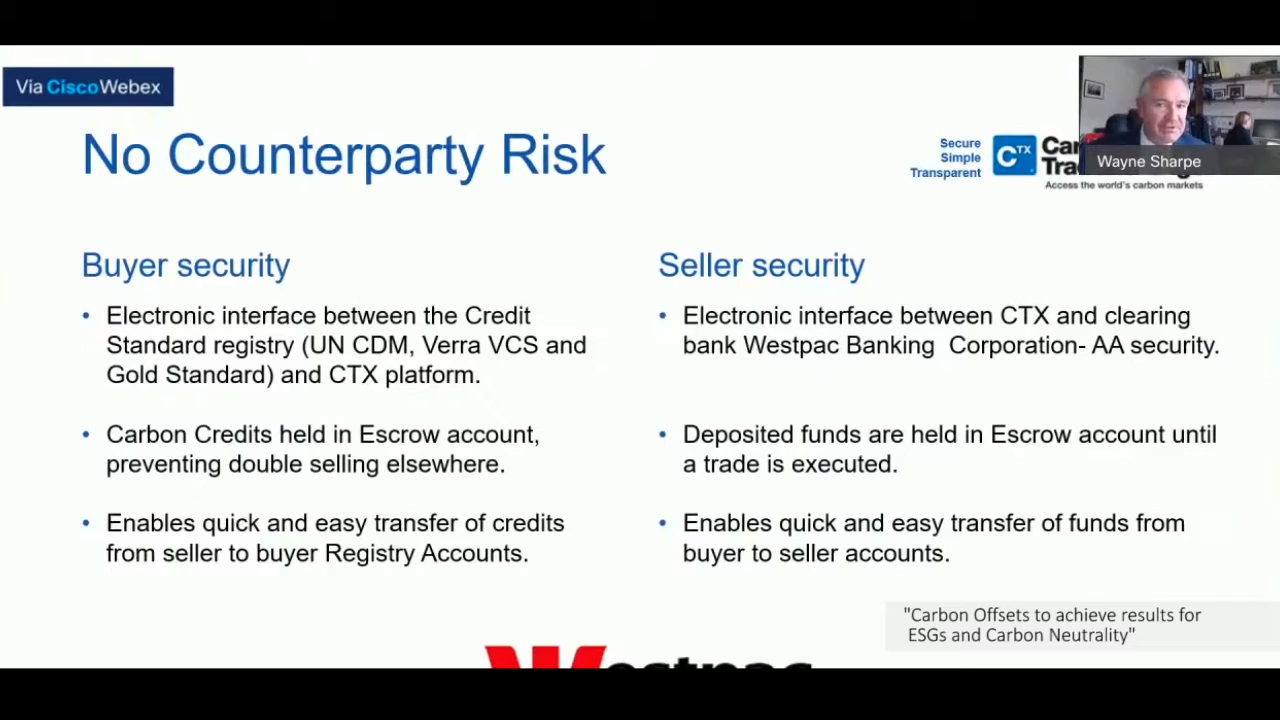 Via CiscoWebex
No Counterparty Risk
Secure
Simple
Transparent
CTX
Wayne Sharpe
Access the world's carbon markets
Buyer security
• Electronic interface between the Credit
Standard registry (UN CDM, Verra VCS and
Gold Standard) and CTX platform.
• Carbon Credits held in Escrow account,
preventing double selling elsewhere.
• Enables quick and easy transfer of credits
from seller to buyer Registry Accounts.
Seller security
• Electronic interface between CTX and clearing
bank Westpac Banking  Corporation- AA security.
• Deposited funds are held in Escrow account until
a trade is executed.
• Enables quick and easy transfer of funds from
buyer to seller accounts.
"Carbon Offsets to achieve results for
ESGs and Carbon Neutrality"
Westpac